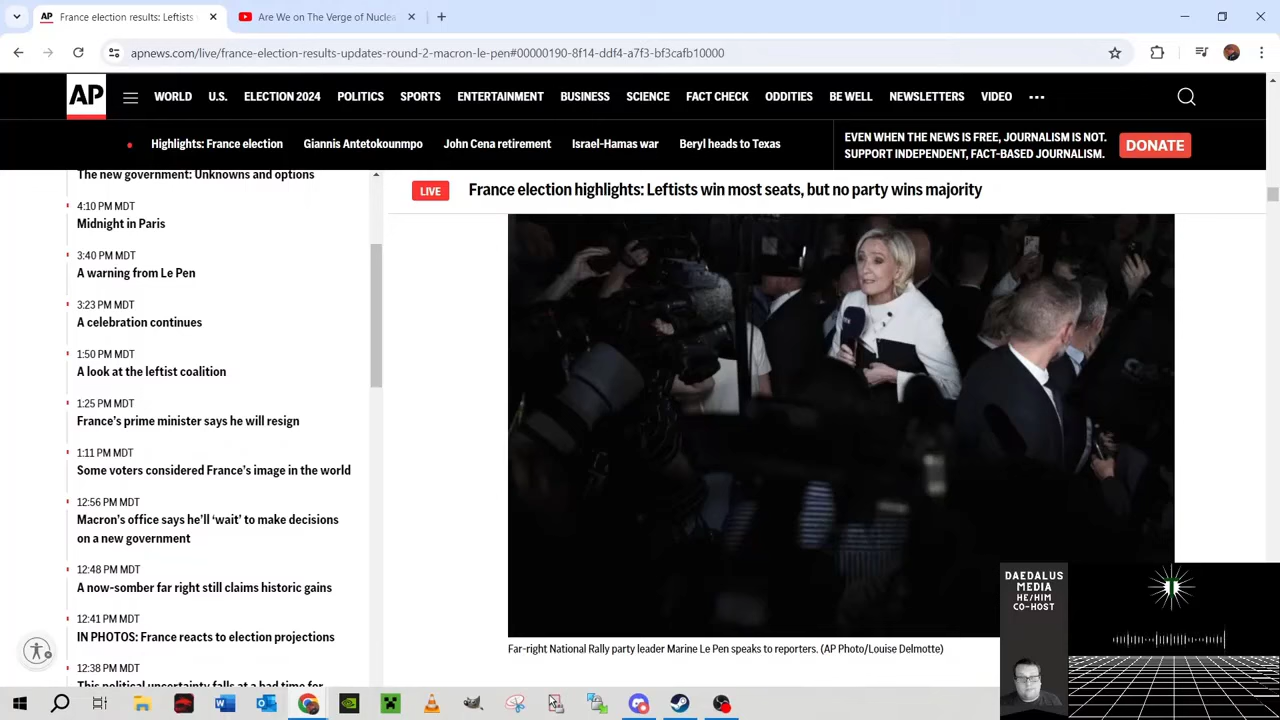 AP France election results: Leftists
Are We on The Verge of Nuclea
apnews.com/live/france-election-results-updates-round-2-macron-le-pen#00000190-8f14-ddf4-a7f3-bf3cafb10000
AP
WORLD U.S. ELECTION 2024 POLITICS SPORTS ENTERTAINMENT BUSINESS SCIENCE FACT CHECK ODDITIES BE WELL NEWSLETTERS VIDEO
Highlights: France election Giannis Antetokounmpo John Cena retirement Israel-Hamas war Beryl heads to Texas
EVEN WHEN THE NEWS IS FREE, JOURNALISM IS NOT.
SUPPORT INDEPENDENT, FACT-BASED JOURNALISM.
DONATE
The new government: Unknowns and options
4:10 PM MDT
Midnight in Paris
3:40 PM MDT
A warning from Le Pen
3:23 PM MDT
A celebration continues
1:50 PM MDT
A look at the leftist coalition
1:25 PM MDT
France’s prime minister says he will resign
1:11 PM MDT
Some voters considered France’s image in the world
12:56 PM MDT
Macron’s office says he’ll ‘wait’ to make decisions
on a new government
12:48 PM MDT
A now-somber far right still claims historic gains
12:41 PM MDT
IN PHOTOS: France reacts to election projections
12:38 PM MDT
This political uncertainty falls at a bad time for
LIVE
France election highlights: Leftists win most seats, but no party wins majority
Far-right National Rally party leader Marine Le Pen speaks to reporters. (AP Photo/Louise Delmotte)
DAEDALUS
MEDIA
HE/HIM
CO-HOST